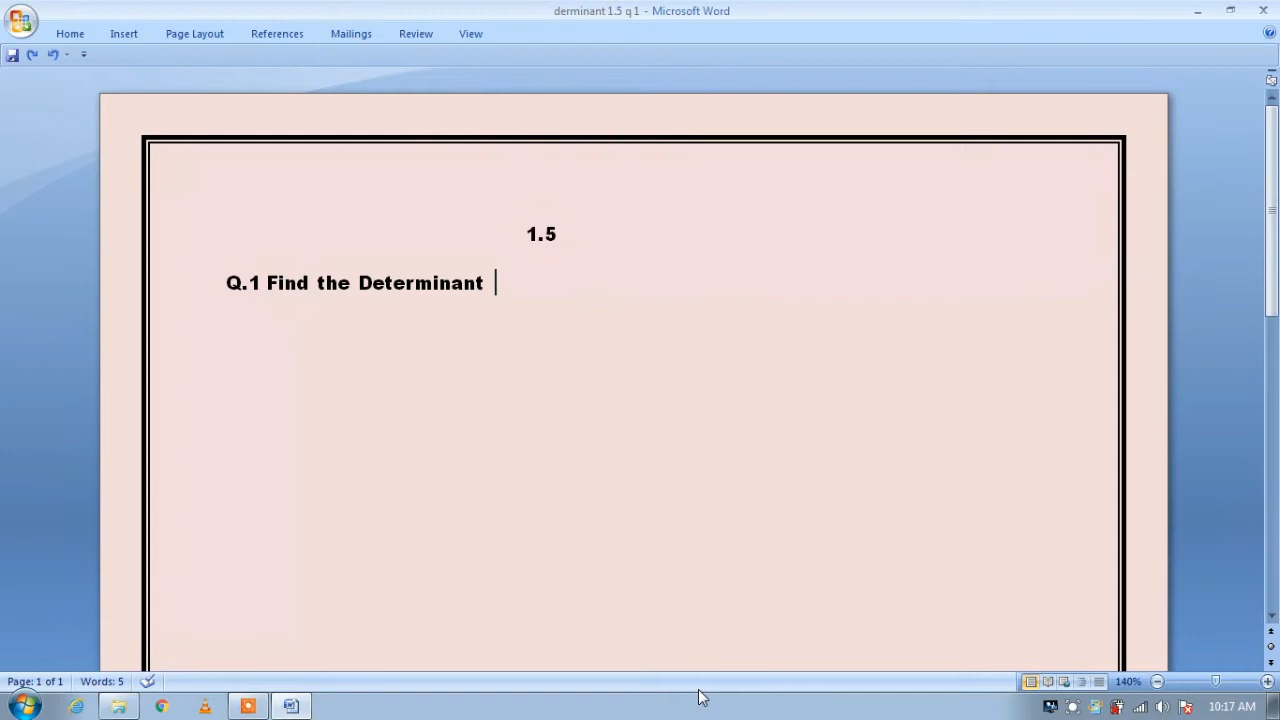 derminant 1.5 q 1 - Microsoft Word
Home Insert Page Layout References Mailings Review View
1.5
Q.1 Find the Determinant
Page: 1 of 1 Words: 5 140%
10:17 AM